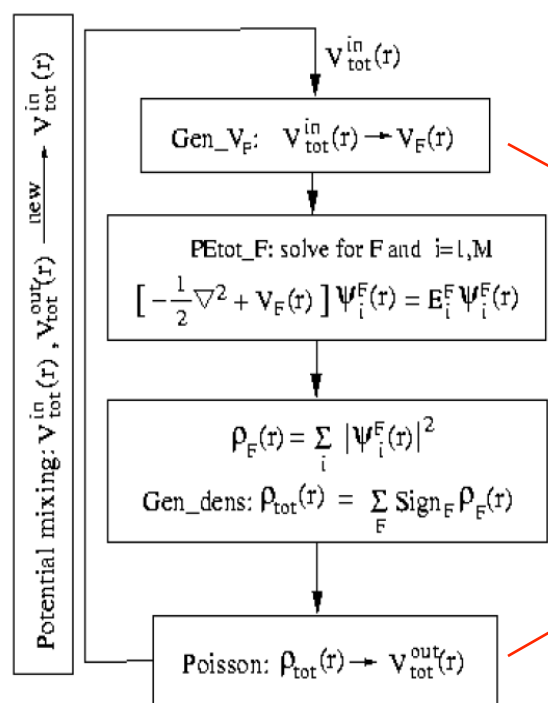 V_tot^in(r)
Gen_V_F: V_tot^in(r) → V_F(r)
PEtot_F: solve for F and i=1,M
[ -1/2 ∇² + V_F(r) ] Ψ_i^F(r) = E_i^F Ψ_i^F(r)
ρ_F(r) = Σ_i |Ψ_i^F(r)|²
Gen_dens: ρ_tot(r) = Σ_F Sign_F ρ_F(r)
Poisson: ρ_tot(r) → V_tot^out(r)
Potential mixing: V_tot^in(r) , V_tot^out(r) new → V_tot^in(r)